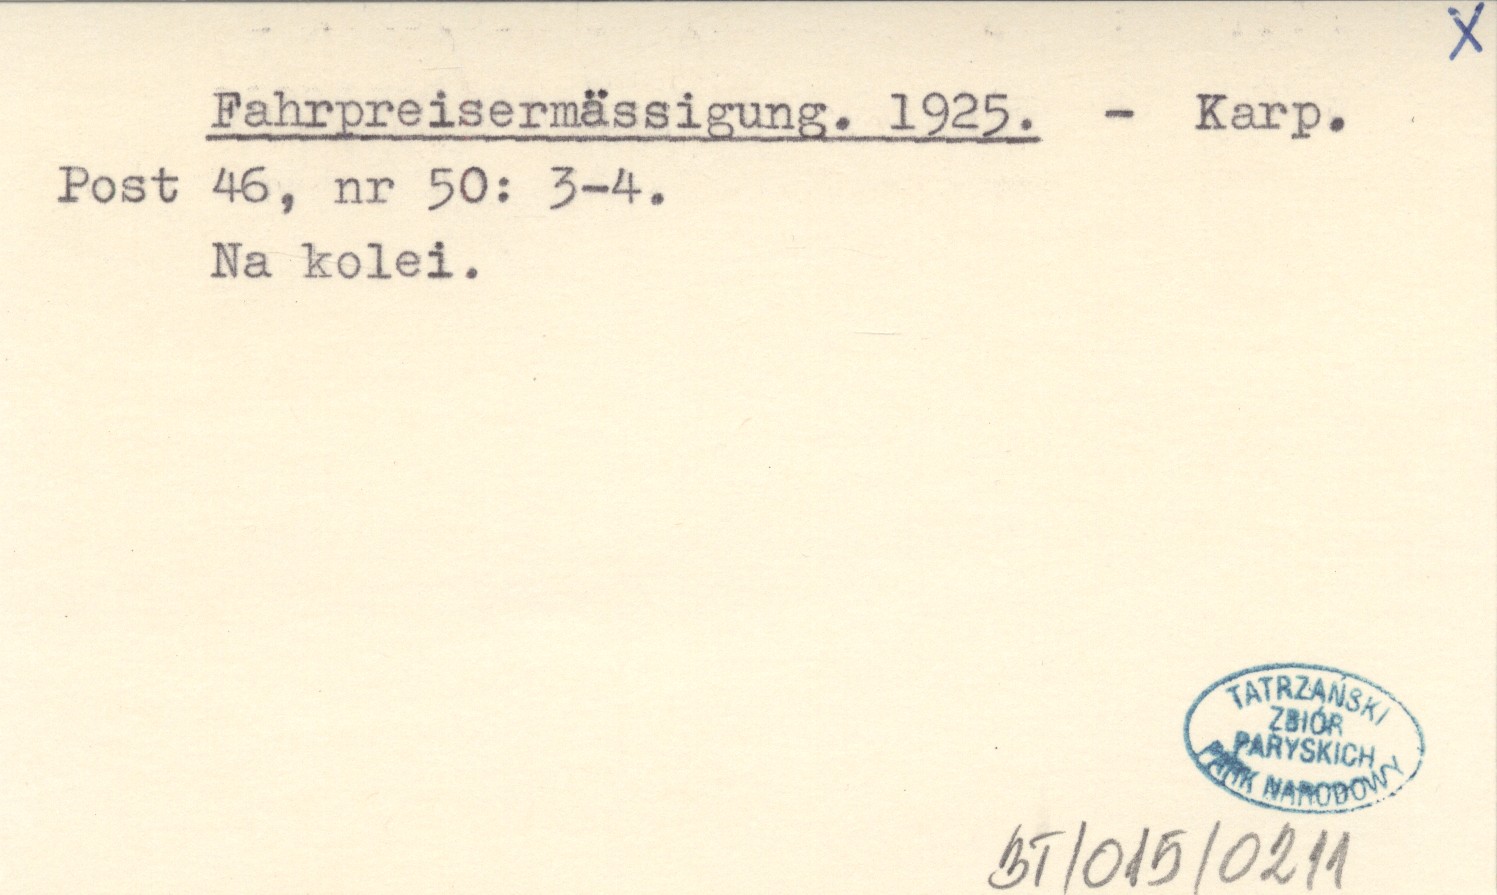 X
Fahrpreisermässigung. 1925. - Karp.
Post 46, nr 50: 3-4.
Na kolei.
TATRZAŃSKI
ZBIÓR
PARYSKICH
PARK NARODOWY
BT/015/0211